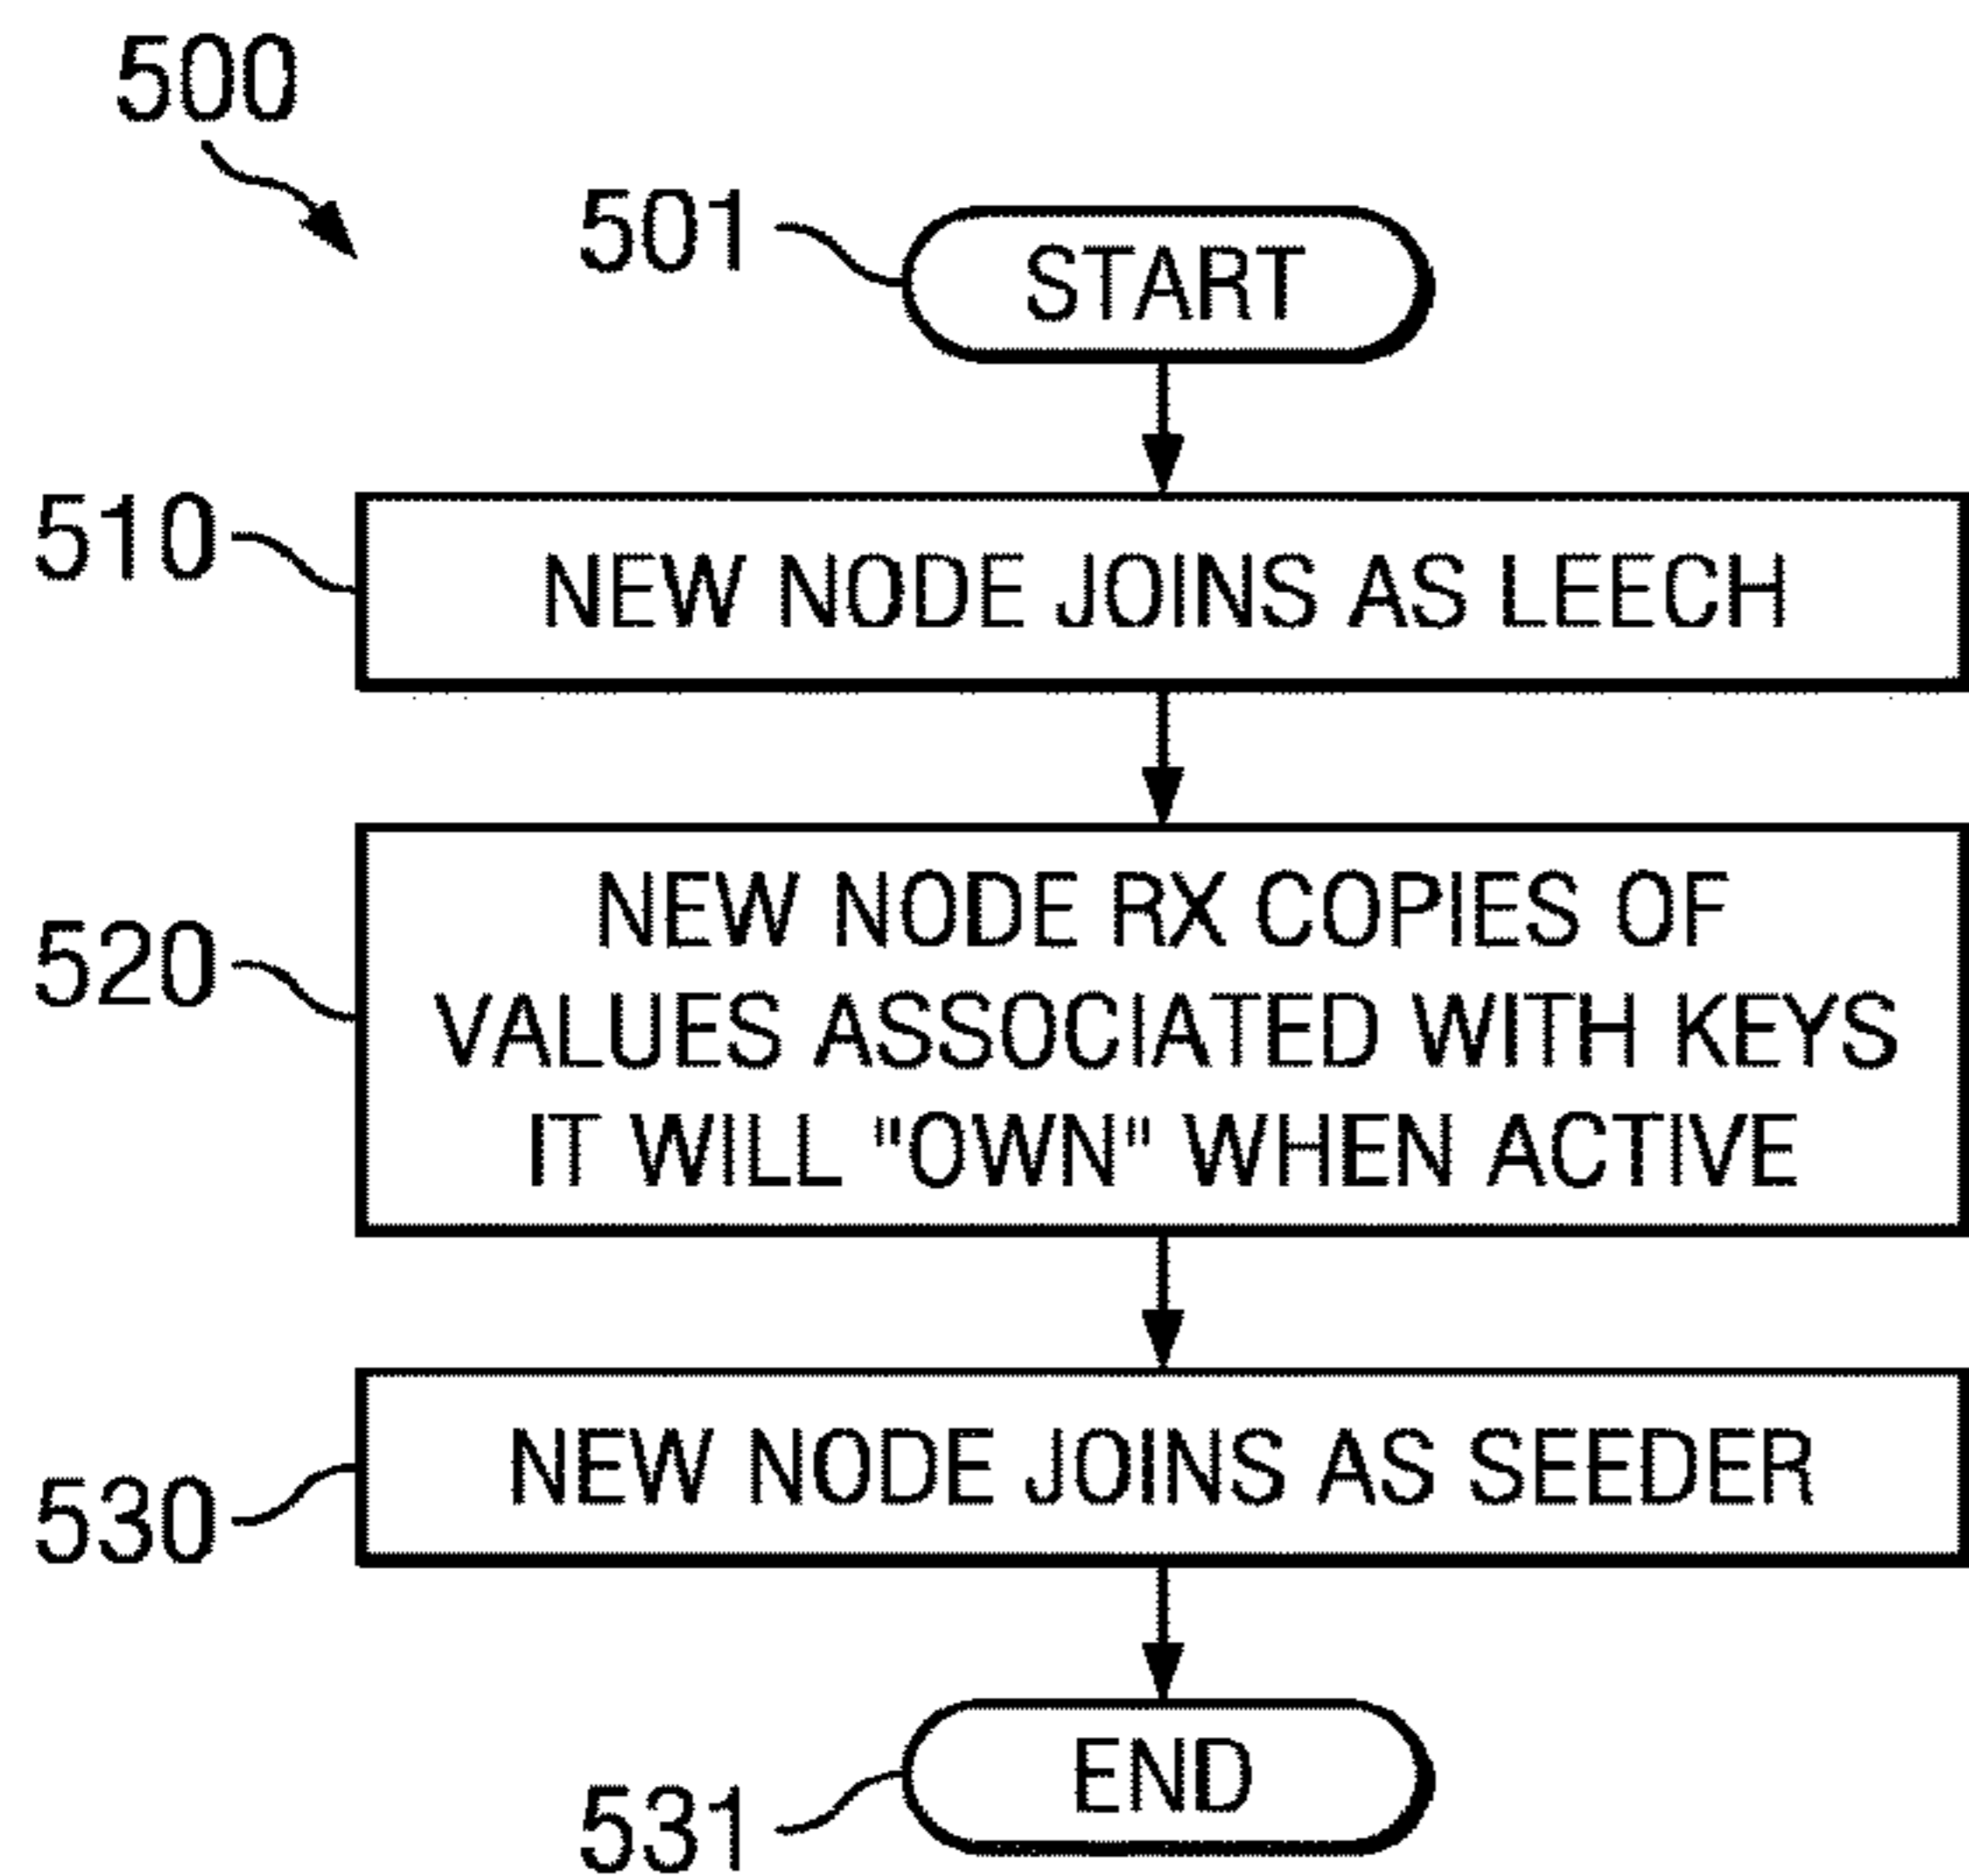 500
501
START
510
NEW NODE JOINS AS LEECH
520
NEW NODE RX COPIES OF
VALUES ASSOCIATED WITH KEYS
IT WILL "OWN" WHEN ACTIVE
530
NEW NODE JOINS AS SEEDER
531
END